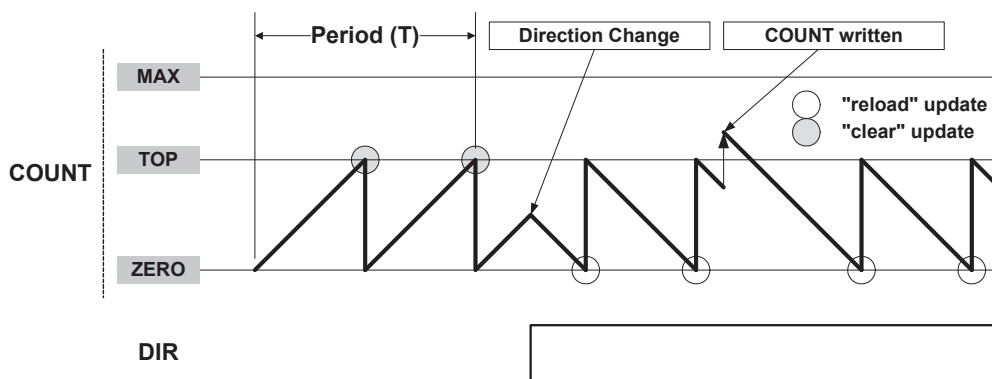 Period (T)
Direction Change
COUNT written
MAX
"reload" update
"clear" update
TOP
COUNT
ZERO
DIR